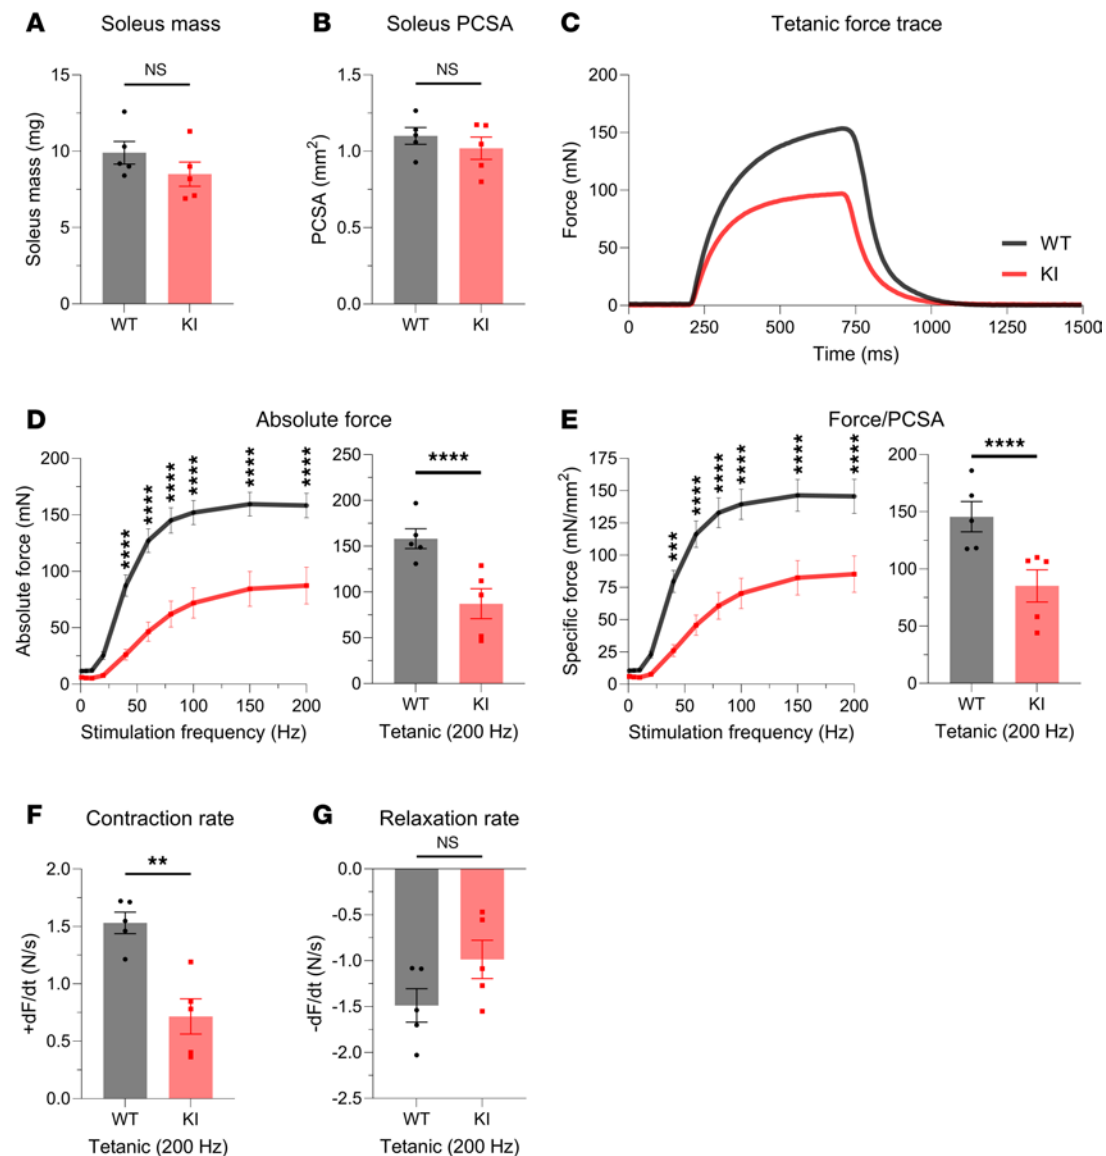 A Soleus mass
Soleus mass (mg)
15
10
5
0
NS
WT KI
B Soleus PCSA
PCSA (mm2)
1.5
1.0
0.5
0.0
NS
WT KI
C Tetanic force trace
Force (mN)
200
150
100
50
0
WT
KI
0 250 500 750 1000 1250 1500
Time (ms)
D Absolute force
Absolute force (mN)
200
150
100
50
0
**** **** **** **** **** ****
0 50 100 150 200
Stimulation frequency (Hz)
250
200
150
100
50
0
****
WT KI
Tetanic (200 Hz)
E Force/PCSA
Specific force (mN/mm2)
175
150
125
100
75
50
25
0
*** **** **** **** **** ****
0 50 100 150 200
Stimulation frequency (Hz)
200
150
100
50
0
****
WT KI
Tetanic (200 Hz)
F Contraction rate
+dF/dt (N/s)
2.0
1.5
1.0
0.5
0.0
**
WT KI
Tetanic (200 Hz)
G Relaxation rate
-dF/dt (N/s)
NS
0.0
-0.5
-1.0
-1.5
-2.0
-2.5
WT KI
Tetanic (200 Hz)